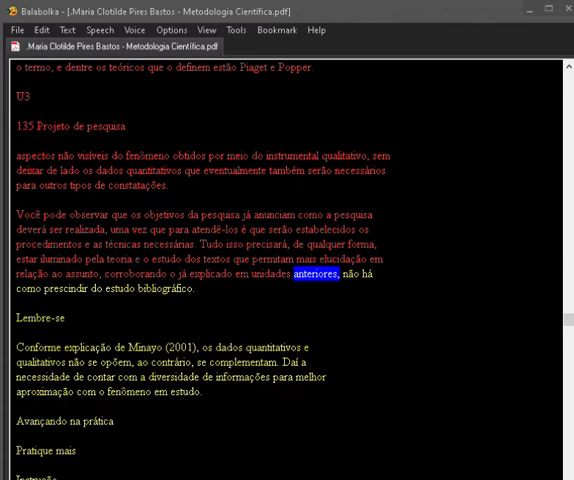 Balabolka - [.Maria Clotilde Pires Bastos - Metodologia Científica.pdf]
File Edit Text Speech Voice Options View Tools Bookmark Help
.Maria Clotilde Pires Bastos - Metodologia Científica.pdf
o termo, e dentre os teóricos que o definem estão Piaget e Popper.
U3
135 Projeto de pesquisa
aspectos não visíveis do fenômeno obtidos por meio do instrumental qualitativo, sem
deixar de lado os dados quantitativos que eventualmente também serão necessários
para outros tipos de constatações.
Você pode observar que os objetivos da pesquisa já anunciam como a pesquisa
deverá ser realizada, uma vez que para atendê-los é que serão estabelecidos os
procedimentos e as técnicas necessárias. Tudo isso precisará, de qualquer forma,
estar iluminado pela teoria e o estudo dos textos que permitam mais elucidação em
relação ao assunto, corroborando o já explicado em unidades anteriores, não há
como prescindir do estudo bibliográfico.
Lembre-se
Conforme explicação de Minayo (2001), os dados quantitativos e
qualitativos não se opõem, ao contrário, se complementam. Daí a
necessidade de contar com a diversidade de informações para melhor
aproximação com o fenômeno em estudo.
Avançando na prática
Pratique mais
Instrução